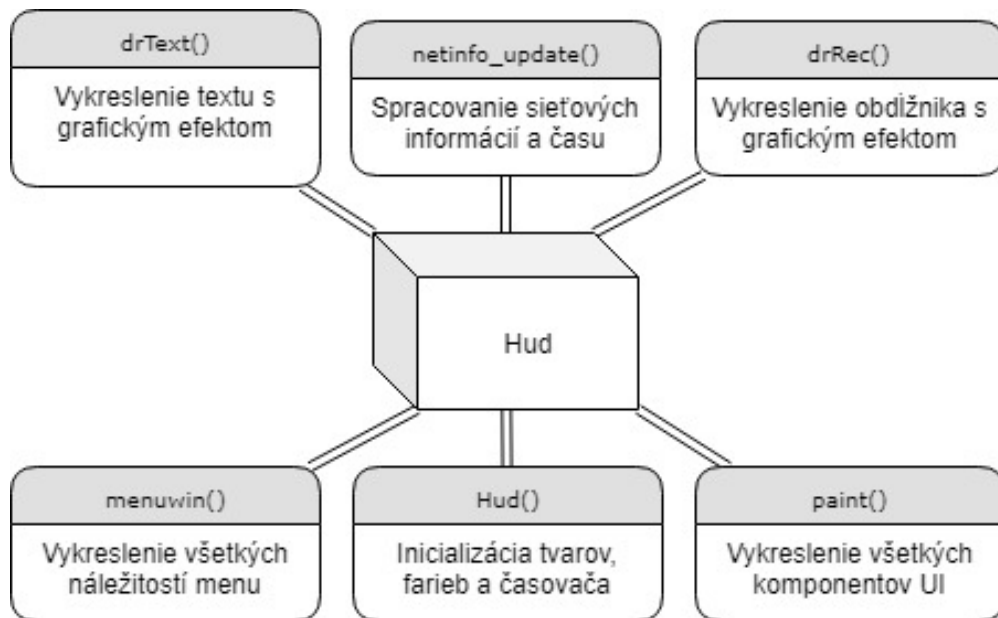 drText()
Vykreslenie textu s
grafickým efektom
netinfo_update()
Spracovanie sieťových
informácií a času
drRec()
Vykreslenie obdĺžnika s
grafickým efektom
Hud
menuwin()
Vykreslenie všetkých
náležitostí menu
Hud()
Inicializácia tvarov,
farieb a časovača
paint()
Vykreslenie všetkých
komponentov UI